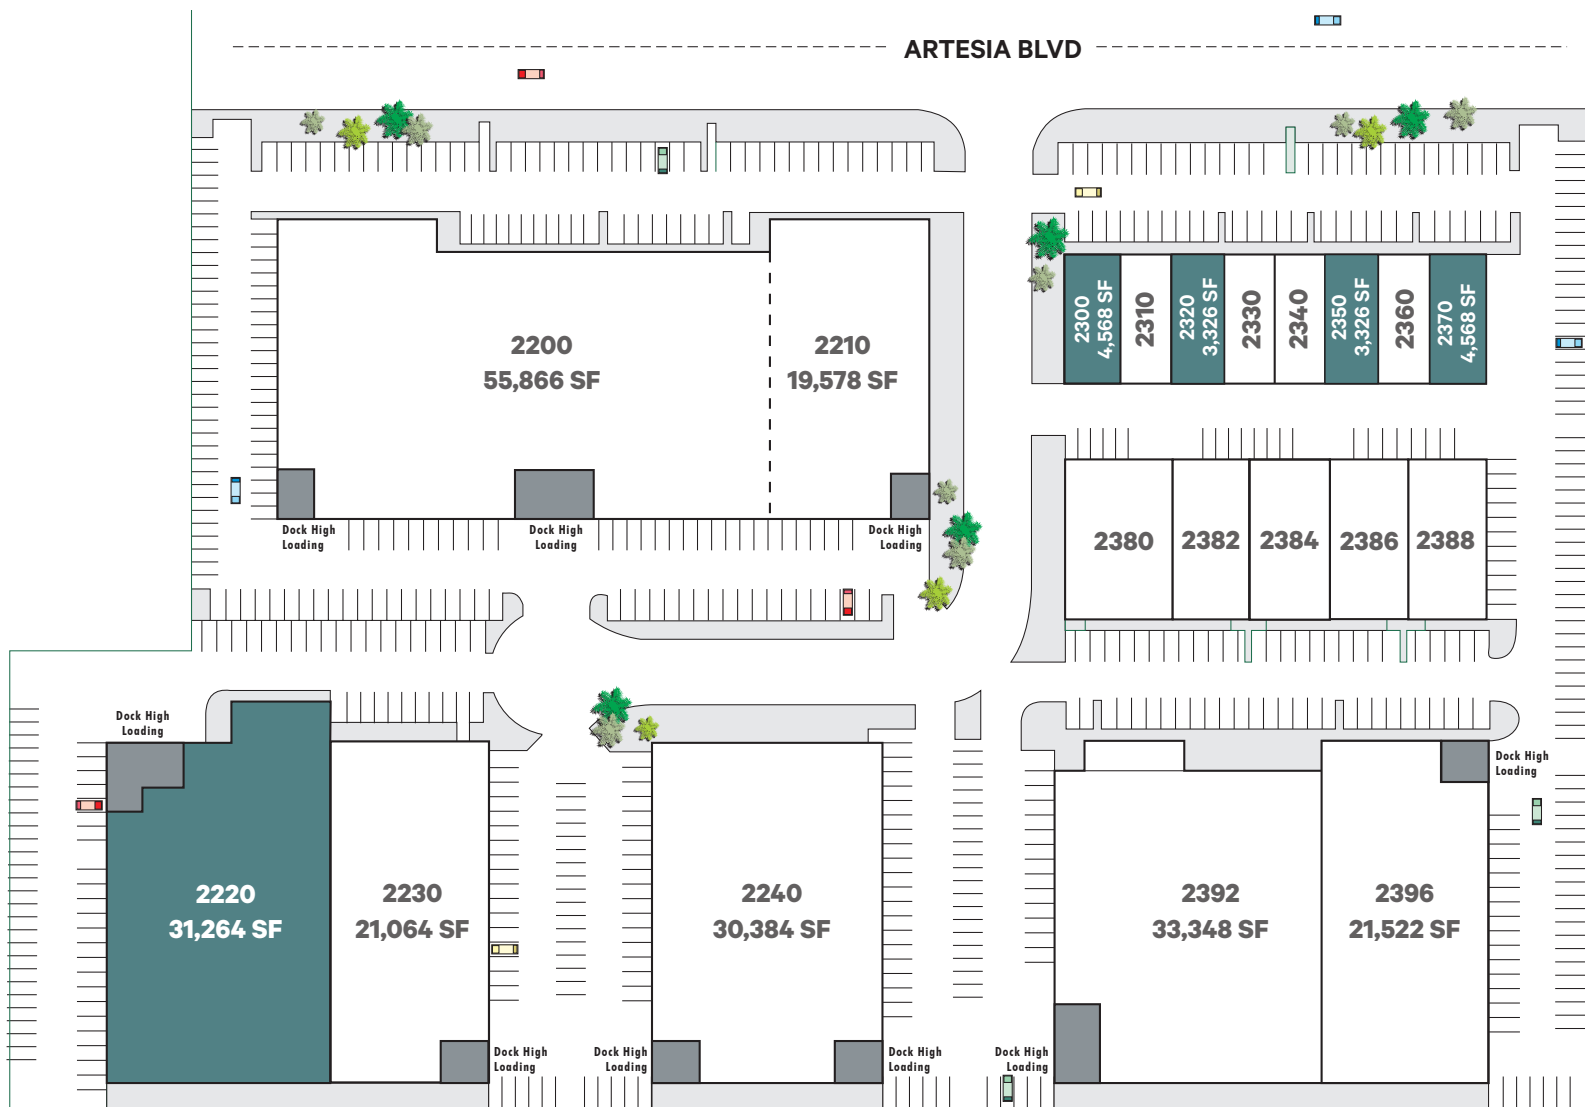 ARTESIA BLVD
2200
55,866 SF
2210
19,578 SF
2300
4,568 SF
2310
2320
3,326 SF
2330
2340
2350
3,326 SF
2360
2370
4,568 SF
Dock High
Loading
Dock High
Loading
Dock High
Loading
2380
2382
2384
2386
2388
Dock High
Loading
2220
31,264 SF
2230
21,064 SF
2240
30,384 SF
2392
33,348 SF
2396
21,522 SF
Dock High
Loading
Dock High
Loading
Dock High
Loading
Dock High
Loading
Dock High
Loading